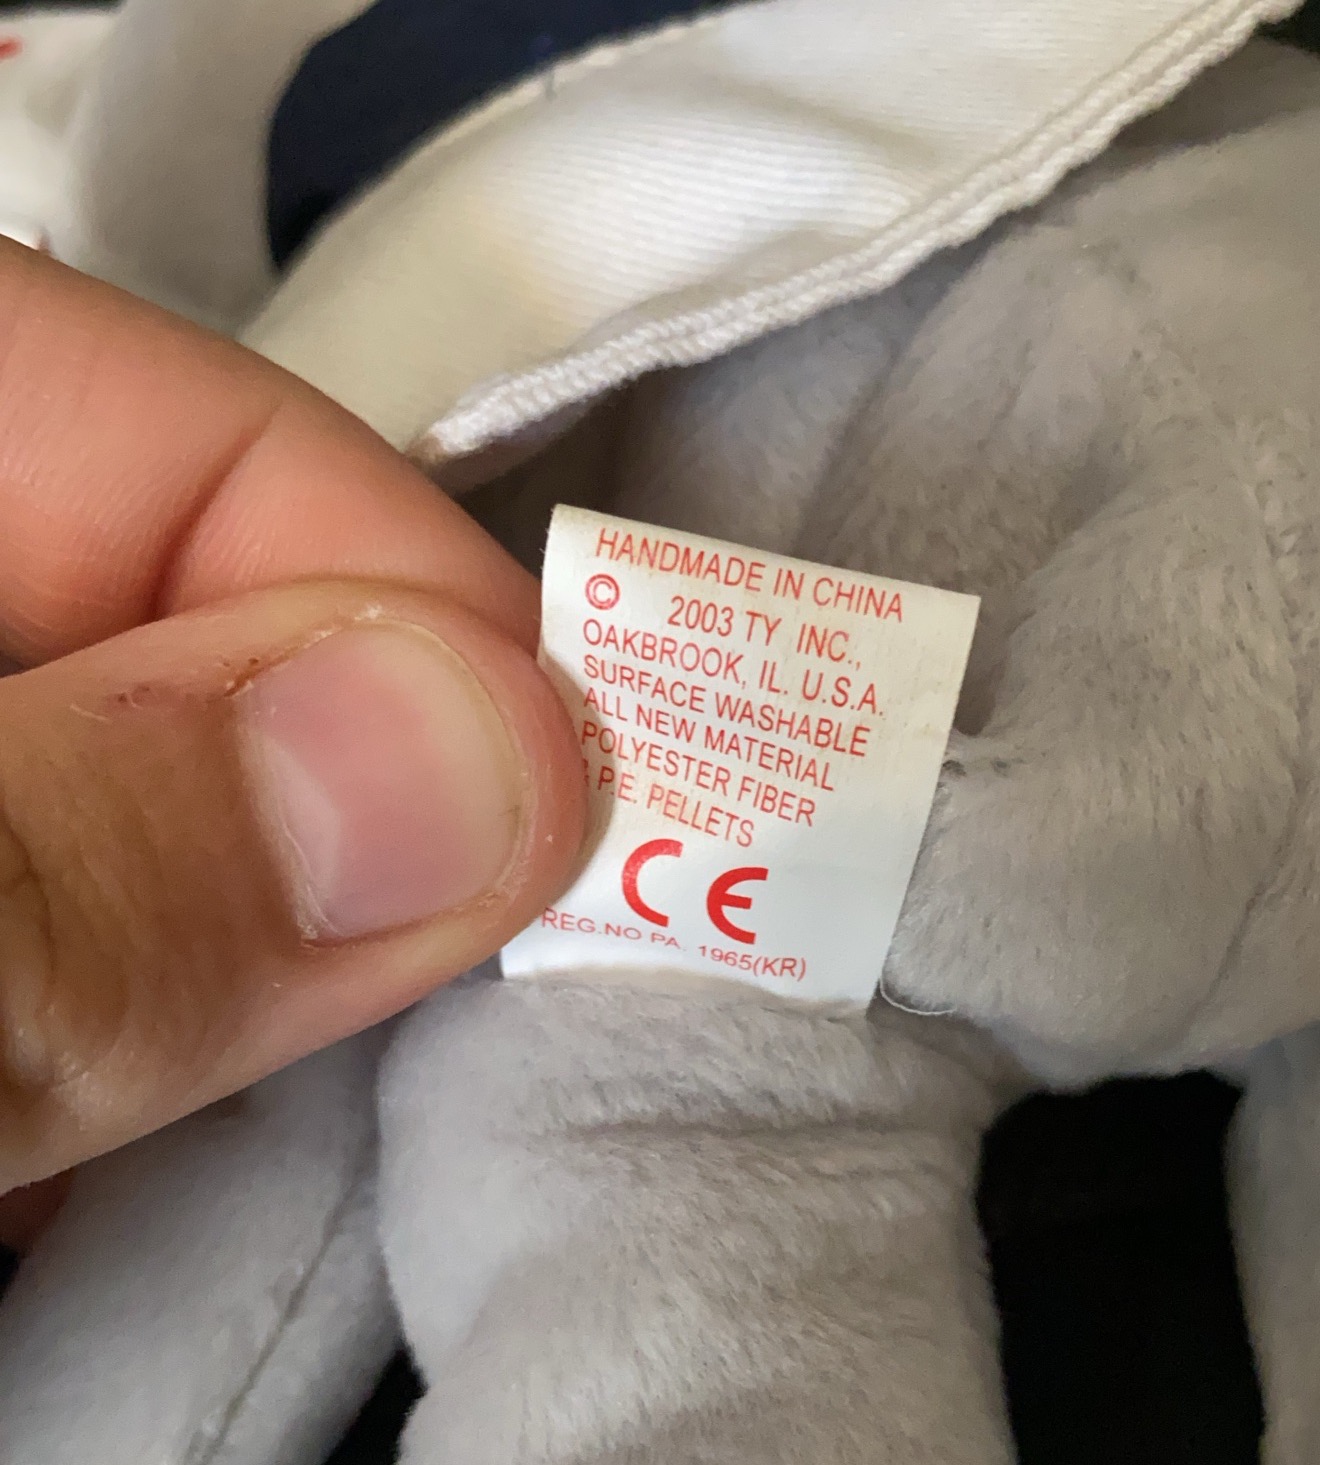 HANDMADE IN CHINA
© 2003 TY INC.,
OAKBROOK, IL. U.S.A.
SURFACE WASHABLE
ALL NEW MATERIAL
POLYESTER FIBER
& P.E. PELLETS
CE
REG.NO PA. 1965(KR)